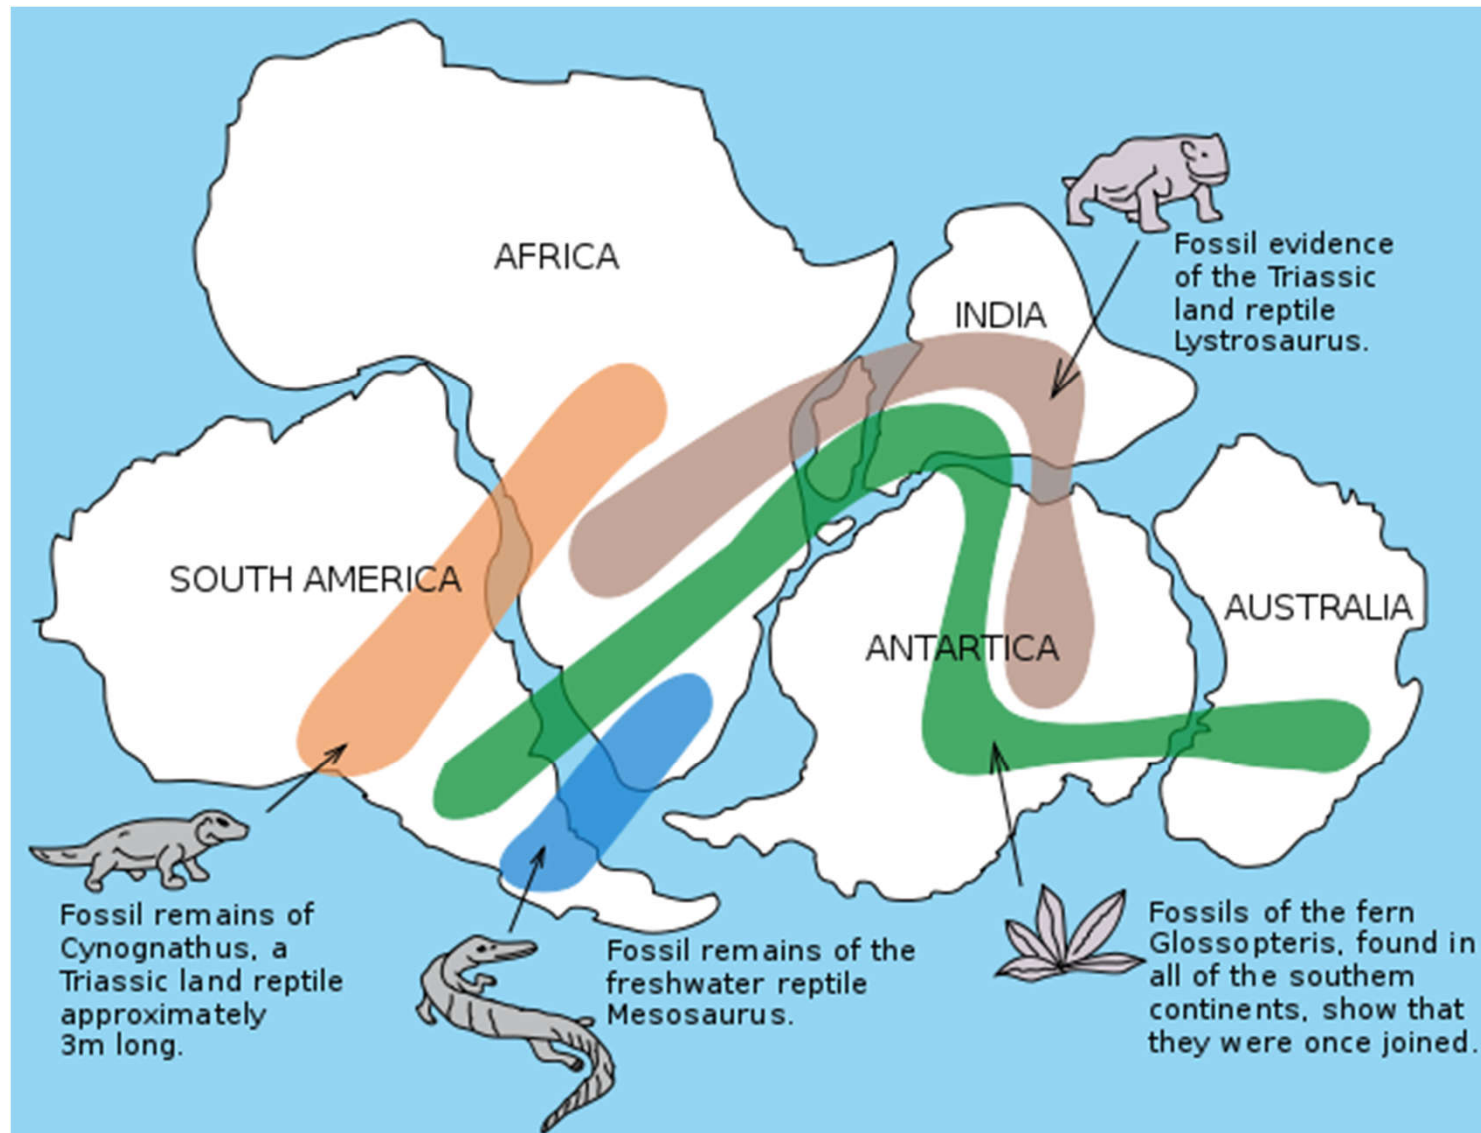 AFRICA
INDIA
Fossil evidence
of the Triassic
land reptile
Lystrosaurus.
SOUTH AMERICA
ANTARTICA
AUSTRALIA
Fossil remains of
Cynognathus, a
Triassic land reptile
approximately
3m long.
Fossil remains of the
freshwater reptile
Mesosaurus.
Fossils of the fern
Glossopteris, found in
all of the southem
continents, show that
they were once joined.